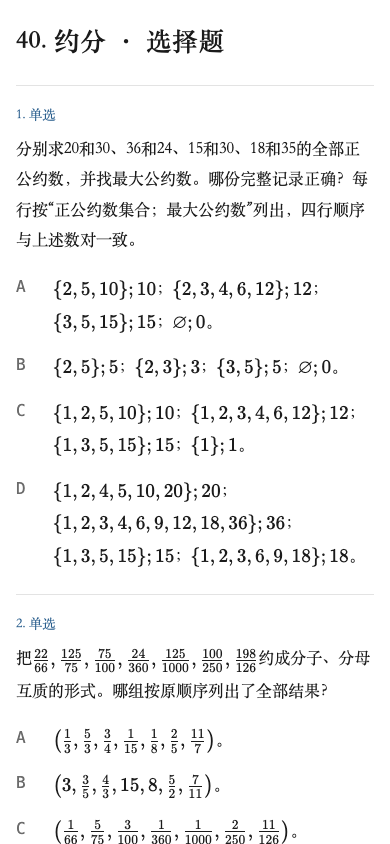 40. 约分 · 选择题
1. 单选
分别求20和30、36和24、15和30、18和35的全部正
公约数，并找最大公约数。哪份完整记录正确？每
行按“正公约数集合；最大公约数”列出，四行顺序
与上述数对一致。
A {2, 5, 10}; 10；{2, 3, 4, 6, 12}; 12；
{3, 5, 15}; 15；∅; 0。
B {2, 5}; 5；{2, 3}; 3；{3, 5}; 5；∅; 0。
C {1, 2, 5, 10}; 10；{1, 2, 3, 4, 6, 12}; 12；
{1, 3, 5, 15}; 15；{1}; 1。
D {1, 2, 4, 5, 10, 20}; 20；
{1, 2, 3, 4, 6, 9, 12, 18, 36}; 36；
{1, 3, 5, 15}; 15；{1, 2, 3, 6, 9, 18}; 18。
2. 单选
把22/66, 125/75, 75/100, 24/360, 125/1000, 100/250, 198/126约成分子、分母
互质的形式。哪组按原顺序列出了全部结果？
A (1/3, 5/3, 3/4, 1/15, 1/8, 2/5, 11/7)。
B (3, 3/5, 4/3, 15, 8, 5/2, 7/11)。
C (1/66, 5/75, 3/100, 1/360, 1/1000, 2/250, 11/126)。